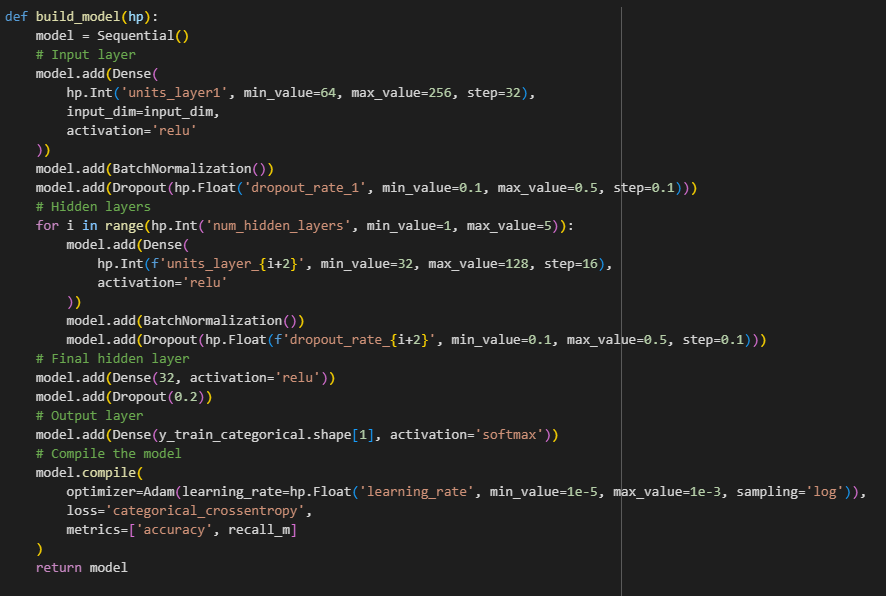 def build_model(hp):
    model = Sequential()
    # Input layer
    model.add(Dense(
        hp.Int('units_layer1', min_value=64, max_value=256, step=32),
        input_dim=input_dim,
        activation='relu'
    ))
    model.add(BatchNormalization())
    model.add(Dropout(hp.Float('dropout_rate_1', min_value=0.1, max_value=0.5, step=0.1)))
    # Hidden layers
    for i in range(hp.Int('num_hidden_layers', min_value=1, max_value=5)):
        model.add(Dense(
            hp.Int(f'units_layer_{i+2}', min_value=32, max_value=128, step=16),
            activation='relu'
        ))
        model.add(BatchNormalization())
        model.add(Dropout(hp.Float(f'dropout_rate_{i+2}', min_value=0.1, max_value=0.5, step=0.1)))
    # Final hidden layer
    model.add(Dense(32, activation='relu'))
    model.add(Dropout(0.2))
    # Output layer
    model.add(Dense(y_train_categorical.shape[1], activation='softmax'))
    # Compile the model
    model.compile(
        optimizer=Adam(learning_rate=hp.Float('learning_rate', min_value=1e-5, max_value=1e-3, sampling='log')),
        loss='categorical_crossentropy',
        metrics=['accuracy', recall_m]
    )
    return model